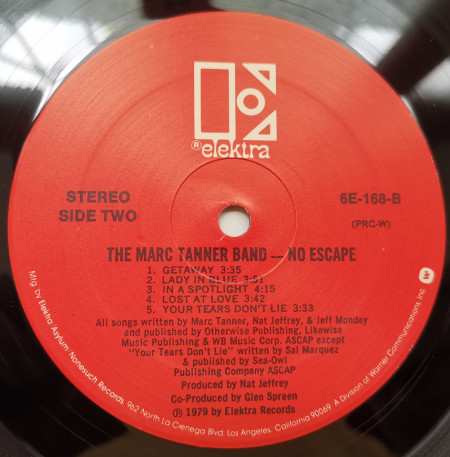 ® elektra
STEREO
SIDE TWO
6E-168-B
(PRC-W)
THE MARC TANNER BAND — NO ESCAPE
1. GETAWAY 3:35
2. LADY IN BLUE 3:51
3. IN A SPOTLIGHT 4:15
4. LOST AT LOVE 3:42
5. YOUR TEARS DON'T LIE 3:33
All songs written by Marc Tanner, Nat Jeffrey, & Jeff Monday
and published by Otherwise Publishing, Likewise
Music Publishing & WB Music Corp. ASCAP except
"Your Tears Don't Lie" written by Sal Marquez
& published by Sea-Owl
Publishing Company ASCAP
Produced by Nat Jeffrey
Co-Produced by Glen Spreen
℗ 1979 by Elektra Records
Mfg. by Elektra Asylum Nonesuch Records, 962 North La Cienega Blvd. Los Angeles, California 90069 A Division of Warner Communications Inc